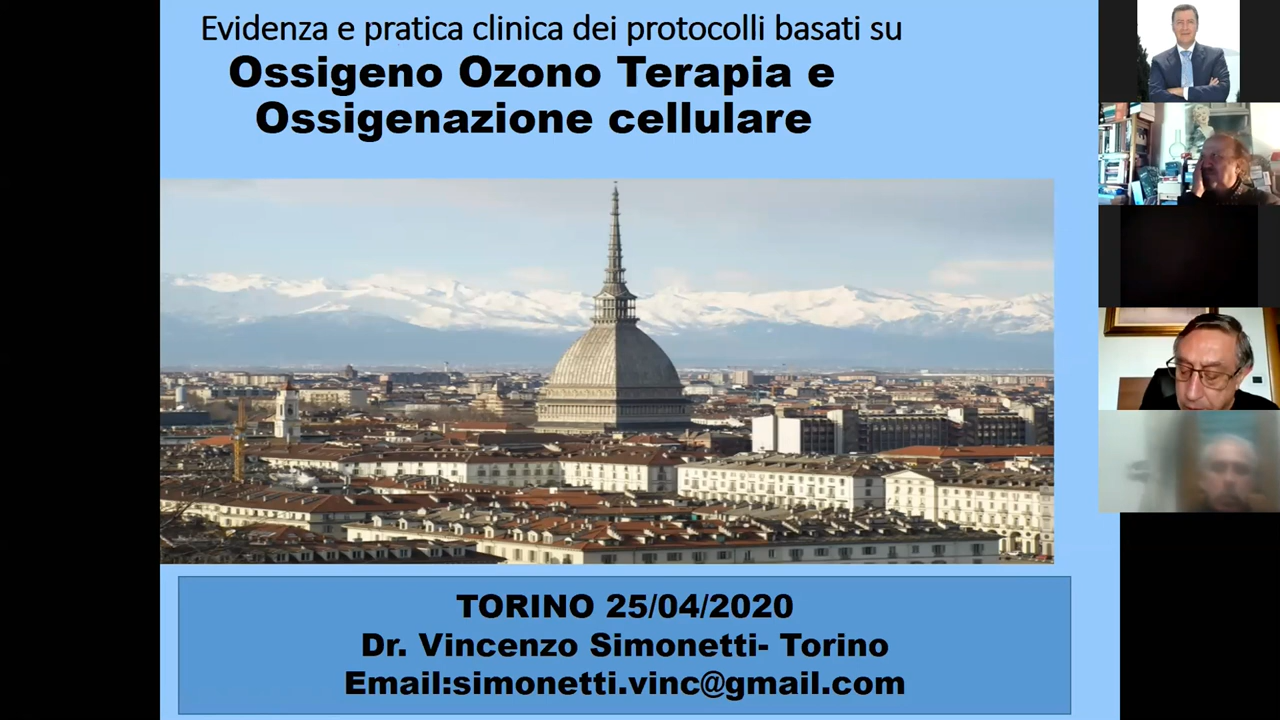 Evidenza e pratica clinica dei protocolli basati su
Ossigeno Ozono Terapia e
Ossigenazione cellulare
TORINO 25/04/2020
Dr. Vincenzo Simonetti- Torino
Email:simonetti.vinc@gmail.com